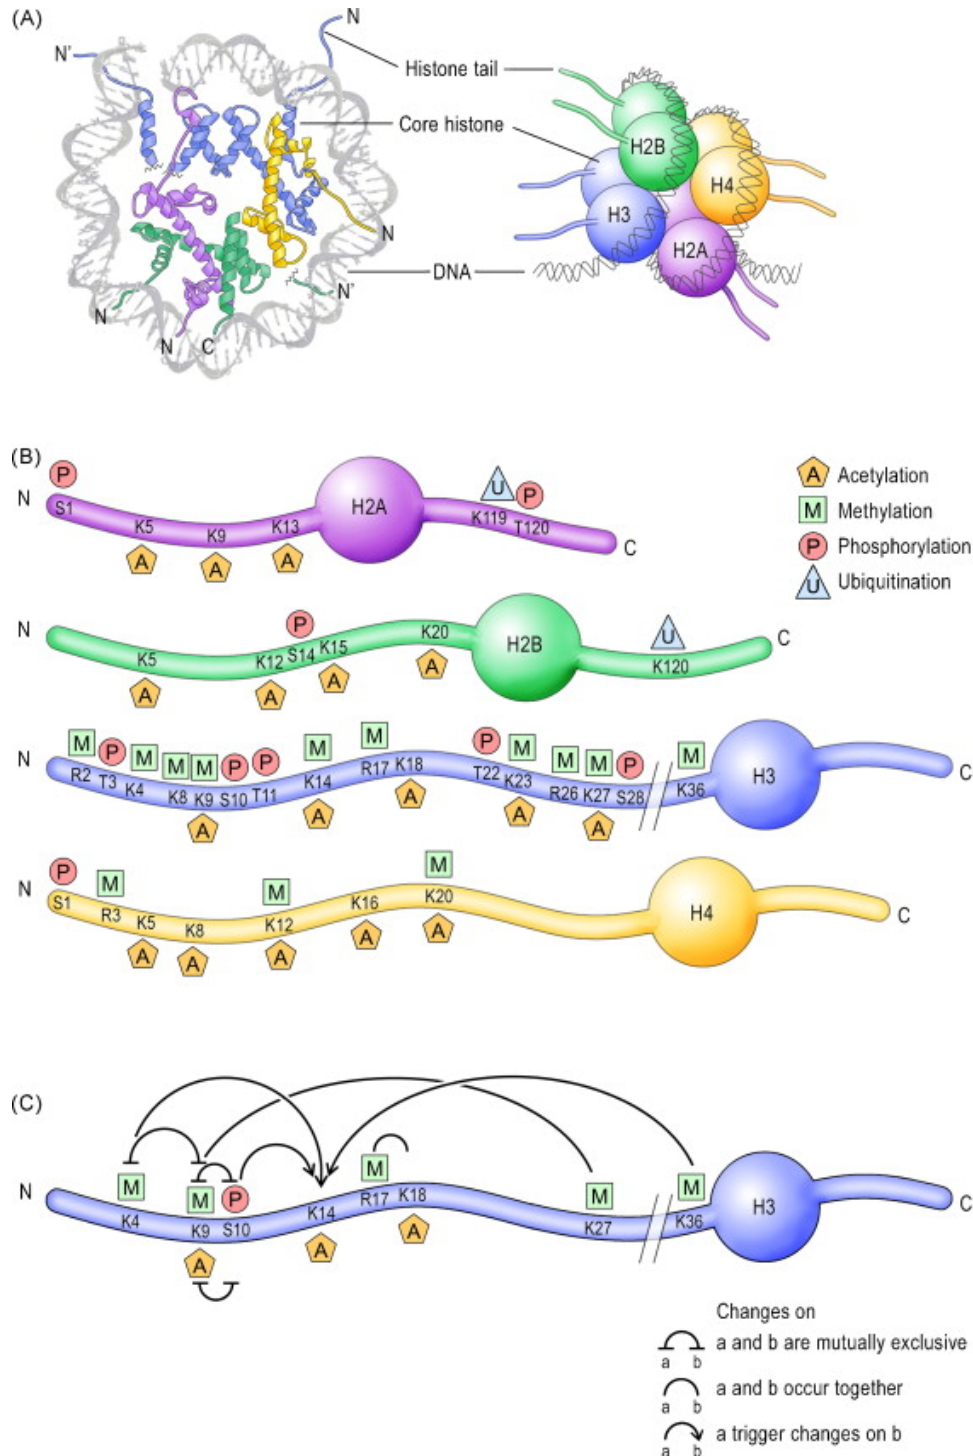 (A)
N
N'
Histone tail
Core histone
H2B
H4
H3
H2A
N
DNA
N'
N
N
C
(B)
P
U
P
N
S1
K5
K9
K13
H2A
K119
T120
C
A
A
A
A Acetylation
M Methylation
P Phosphorylation
U Ubiquitination
P
U
N
K5
K12
S14
K15
K20
H2B
K120
C
A
A
A
A
M
P
M
M
M
P
P
M
M
P
M
M
M
P
M
N
R2
T3
K4
K8
K9
S10
T11
K14
R17
K18
T22
K23
R26
K27
S28
K36
H3
C
A
A
A
A
A
P
M
M
M
N
S1
R3
K5
K8
K12
K16
K20
H4
C
A
A
A
A
A
(C)
M
M
P
M
M
M
N
K4
K9
S10
K14
R17
K18
K27
K36
H3
C
A
A
A
Changes on
a b a and b are mutually exclusive
a b a and b occur together
a b a trigger changes on b